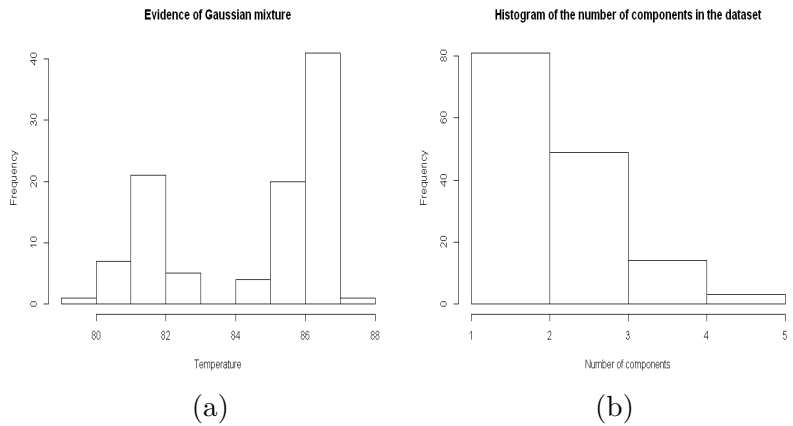 Evidence of Gaussian mixture
Frequency
0
10
20
30
40
80
82
84
86
88
Temperature
(a)
Histogram of the number of components in the dataset
Frequency
0
20
40
60
80
1
2
3
4
5
Number of components
(b)